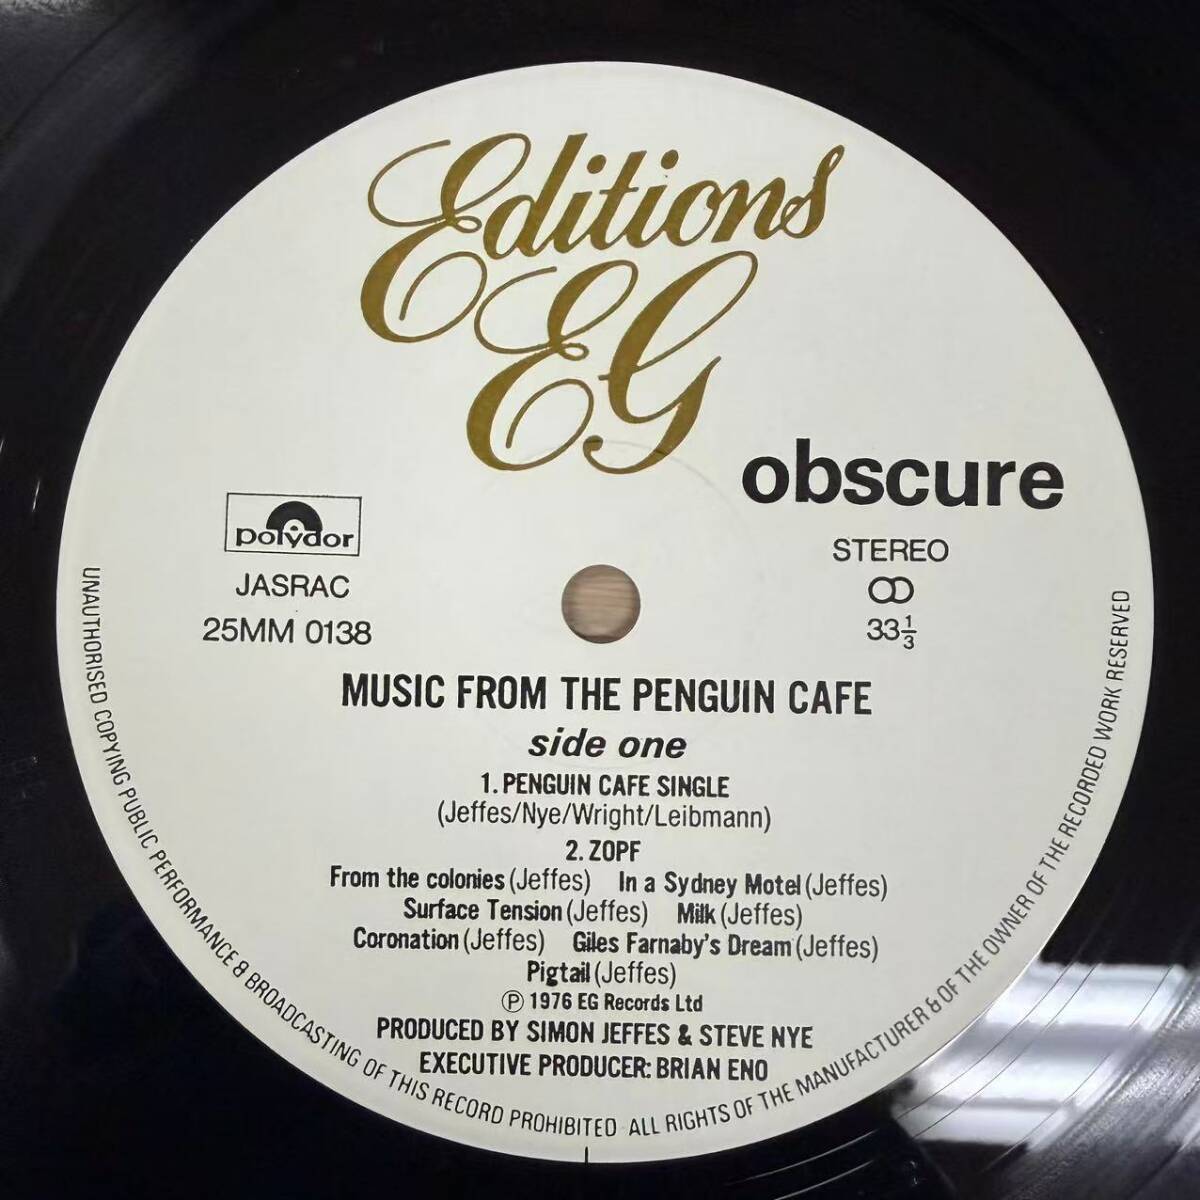 Editions
EG
obscure
polydor
JASRAC
25MM 0138
STEREO
33⅓
MUSIC FROM THE PENGUIN CAFE
side one
1. PENGUIN CAFE SINGLE
(Jeffes/Nye/Wright/Leibmann)
2. ZOPF
From the colonies (Jeffes) In a Sydney Motel (Jeffes)
Surface Tension (Jeffes) Milk (Jeffes)
Coronation (Jeffes) Giles Farnaby's Dream (Jeffes)
Pigtail (Jeffes)
℗ 1976 EG Records Ltd
PRODUCED BY SIMON JEFFES & STEVE NYE
EXECUTIVE PRODUCER: BRIAN ENO
UNAUTHORISED COPYING PUBLIC PERFORMANCE & BROADCASTING OF THIS RECORD PROHIBITED ALL RIGHTS OF THE MANUFACTURER & OF THE OWNER OF THE RECORDED WORK RESERVED